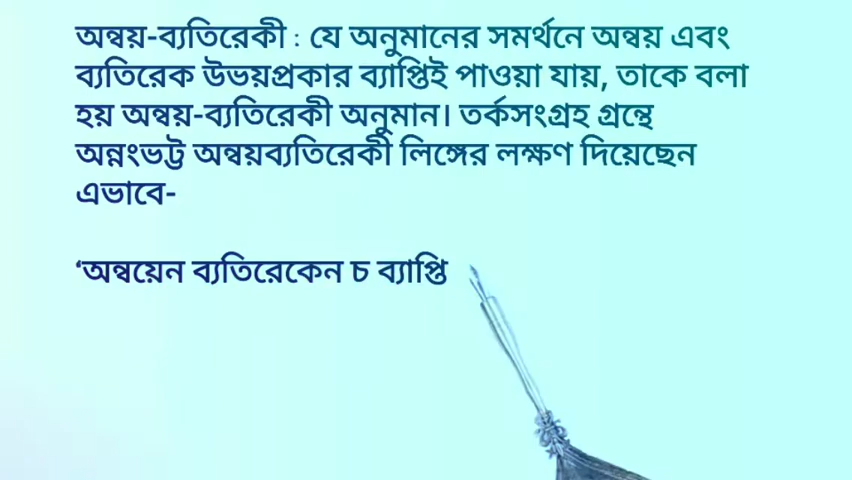 অন্বয়-ব্যতিরেকী : যে অনুমানের সমর্থনে অন্বয় এবং
ব্যতিরেক উভয়প্রকার ব্যাপ্তিই পাওয়া যায়, তাকে বলা
হয় অন্বয়-ব্যতিরেকী অনুমান। তর্কসংগ্রহ গ্রন্থে
অন্নংভট্ট অন্বয়ব্যতিরেকী লিঙ্গের লক্ষণ দিয়েছেন
এভাবে-
‘অন্বয়েন ব্যতিরেকেন চ ব্যাপ্তি